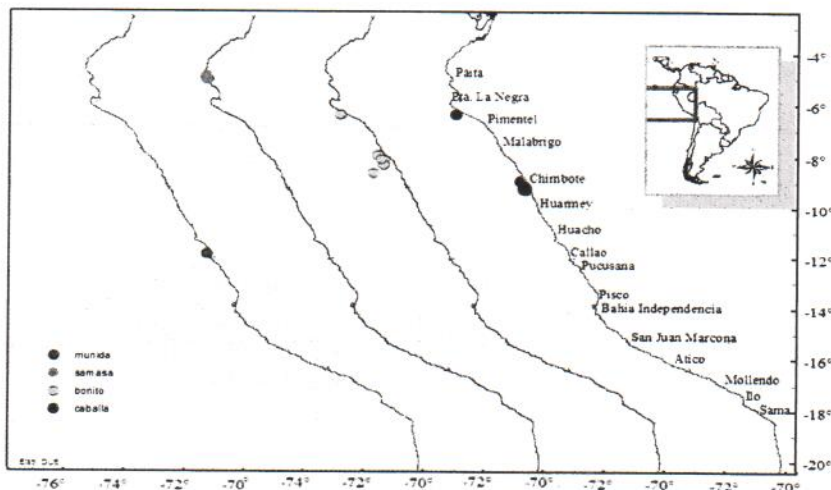 -4°
Paita
Pta. La Negra
-6°
Pimentel
Malabrigo
-8°
Chimbote
Huarmey
-10°
Huacho
Callao
-12°
Pucusana
Pisco
Bahia Independencia
-14°
San Juan Marcona
Atico
-16°
Mollendo
Ilo
Sama
-18°
munida
samasa
bonito
caballa
-20°
-76°
-74°
-72°
-70°
-72°
-70°
-72°
-70°
-72°
-70°